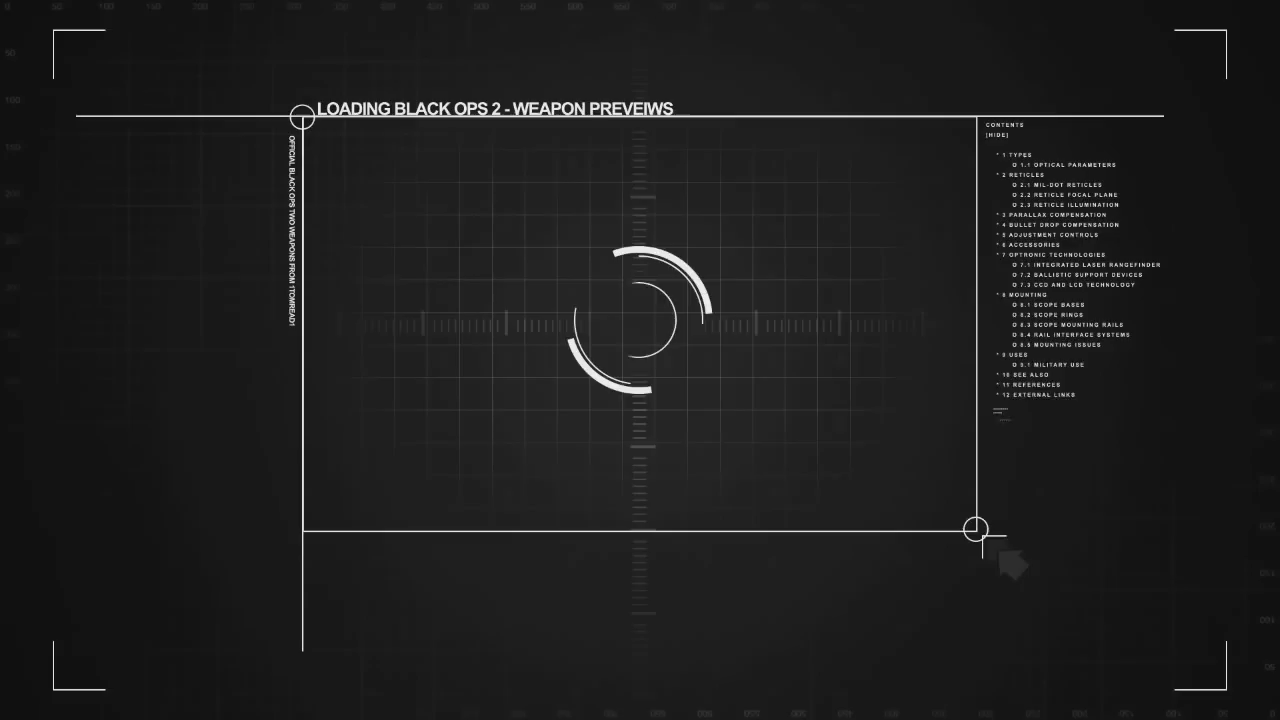 LOADING BLACK OPS 2 - WEAPON PREVEIWS
OFFICIAL BLACK OPS TWO WEAPONS FROM 1TOMREAD1
CONTENTS
[HIDE]
* 1 TYPES
O 1.1 OPTICAL PARAMETERS
* 2 RETICLES
O 2.1 MIL-DOT RETICLES
O 2.2 RETICLE FOCAL PLANE
O 2.3 RETICLE ILLUMINATION
* 3 PARALLAX COMPENSATION
* 4 BULLET DROP COMPENSATION
* 5 ADJUSTMENT CONTROLS
* 6 ACCESSORIES
* 7 OPTRONIC TECHNOLOGIES
O 7.1 INTEGRATED LASER RANGEFINDER
O 7.2 BALLISTIC SUPPORT DEVICES
O 7.3 CCD AND LCD TECHNOLOGY
* 8 MOUNTING
O 8.1 SCOPE BASES
O 8.2 SCOPE RINGS
O 8.3 SCOPE MOUNTING RAILS
O 8.4 RAIL INTERFACE SYSTEMS
O 8.5 MOUNTING ISSUES
* 9 USES
O 9.1 MILITARY USE
* 10 SEE ALSO
* 11 REFERENCES
* 12 EXTERNAL LINKS